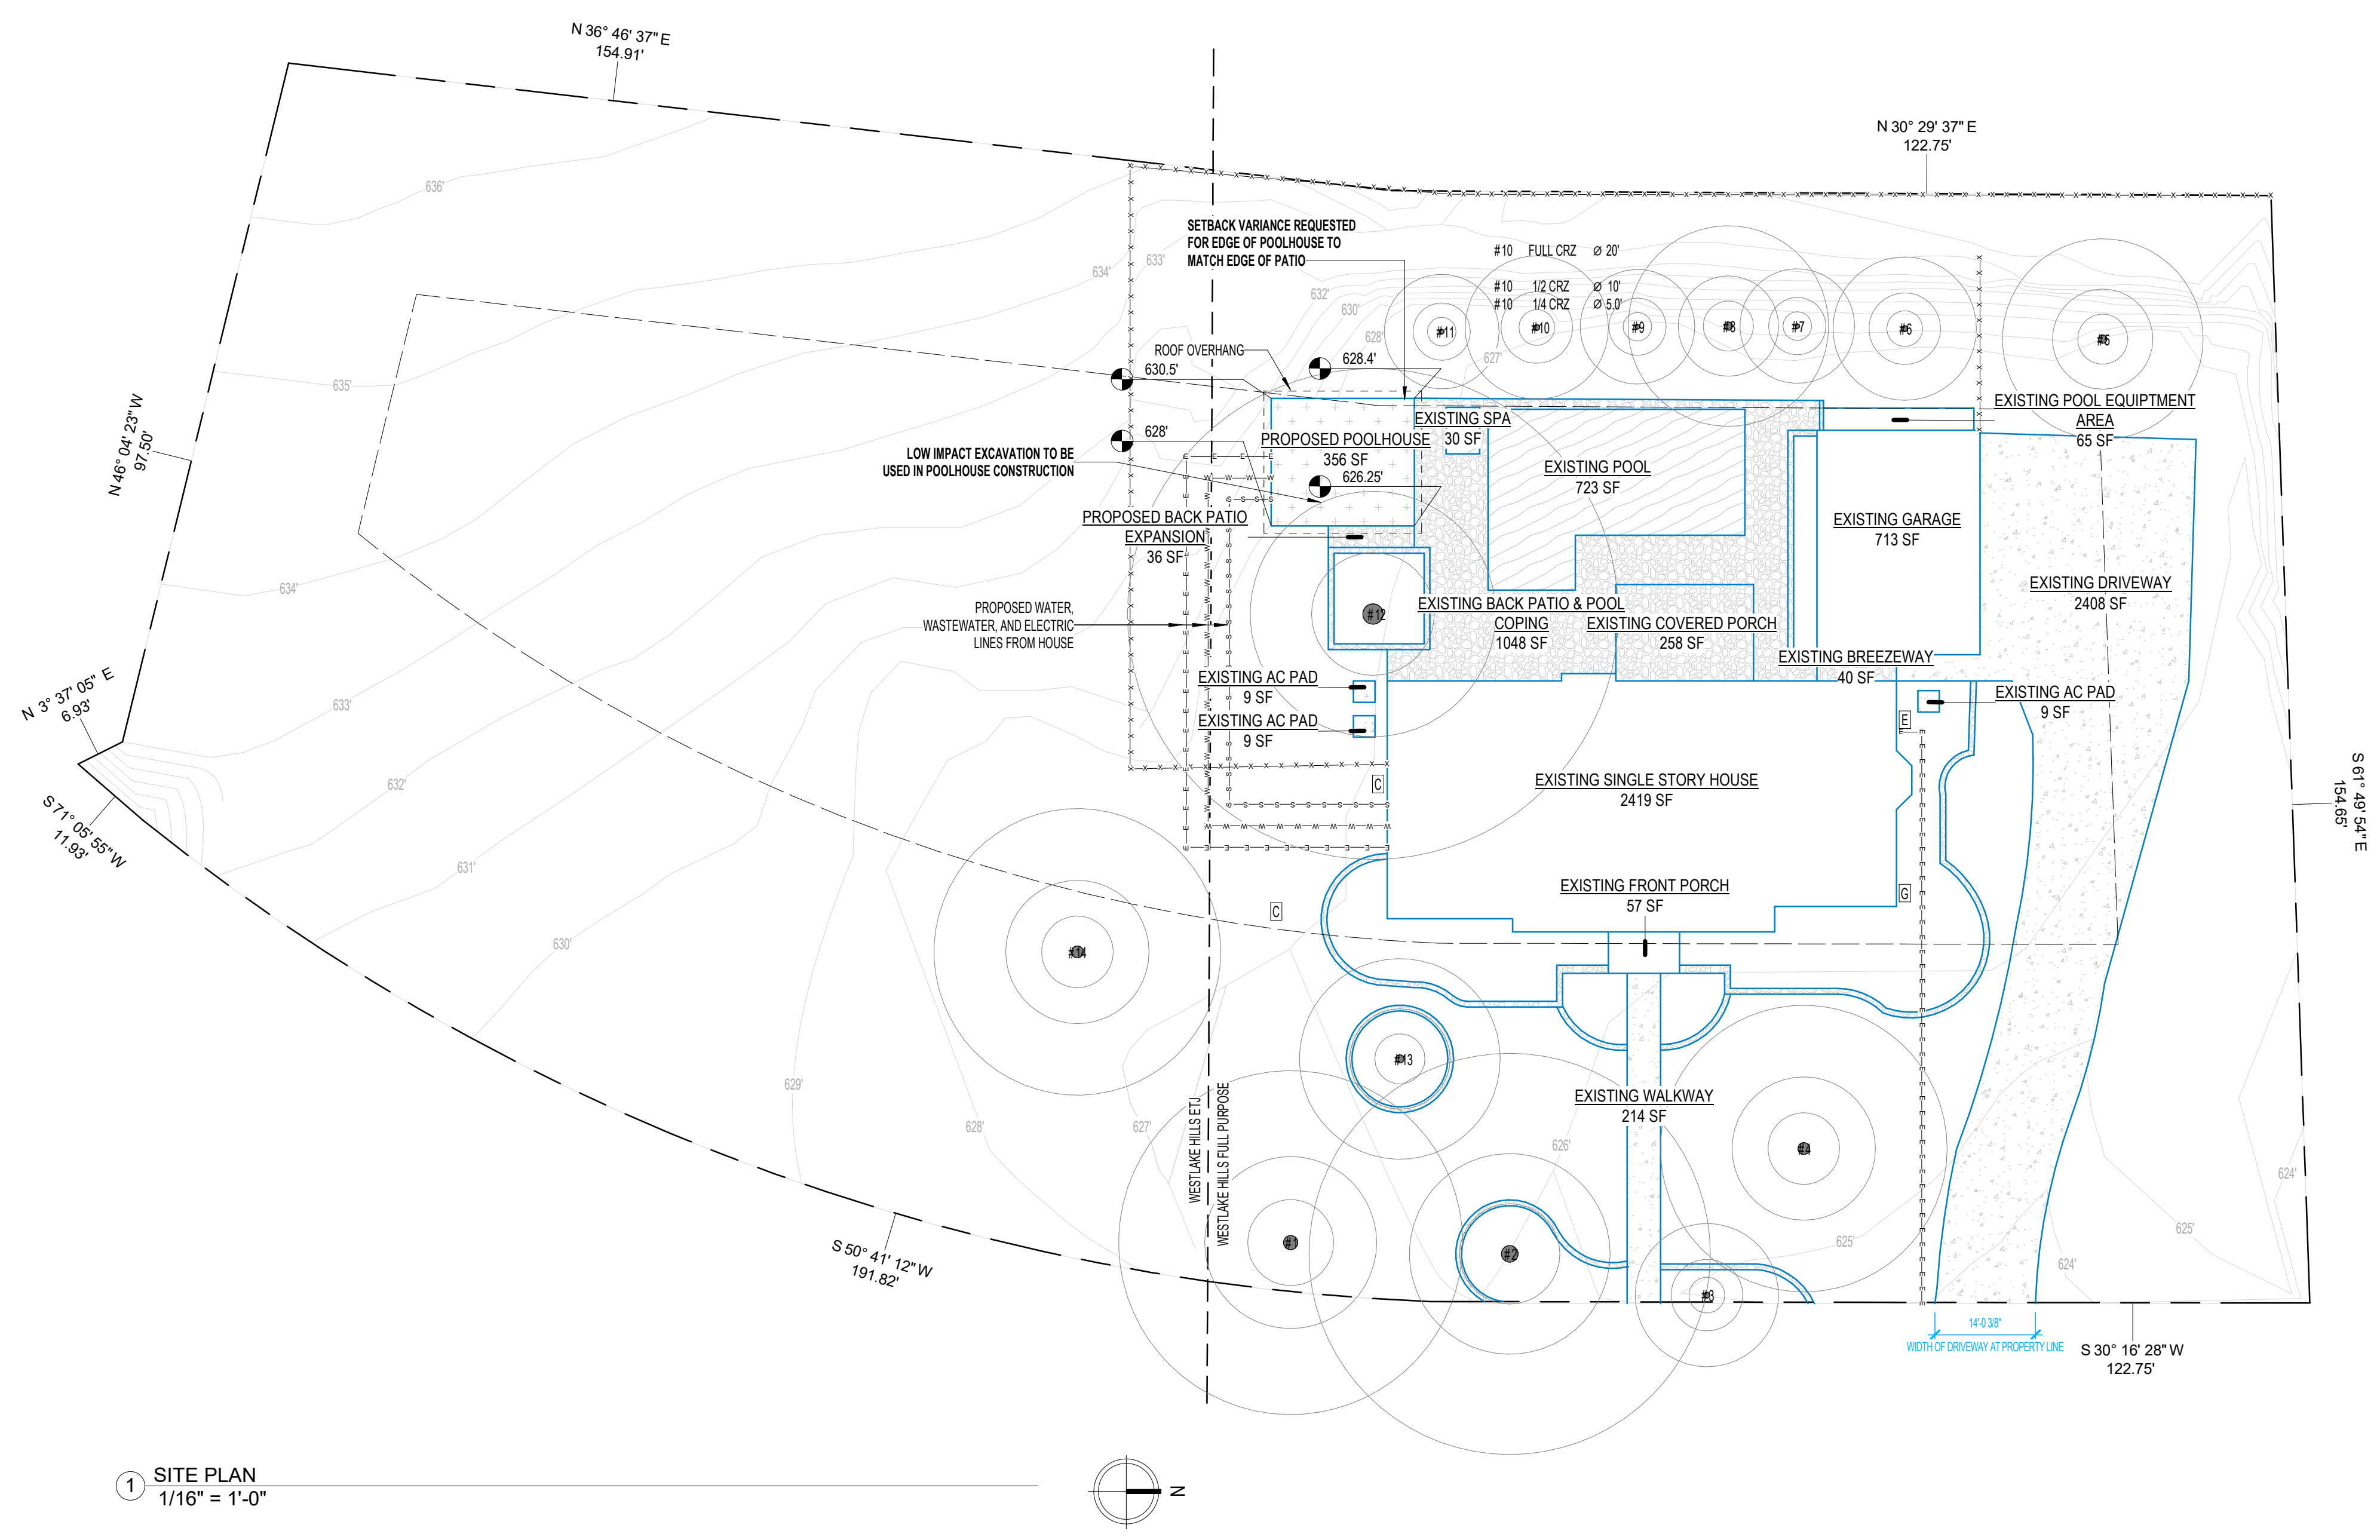 N 36° 46' 37" E
154.91'
N 30° 29' 37" E
122.75'
636'
SETBACK VARIANCE REQUESTED
FOR EDGE OF POOLHOUSE TO
MATCH EDGE OF PATIO
#10 FULL CRZ Ø 20'
#10 1/2 CRZ Ø 10'
#10 1/4 CRZ Ø 5.0'
634'
633'
632'
630'
628'
627'
#11
#10
#9
#8
#7
#6
#5
ROOF OVERHANG
628.4'
630.5'
635'
N 46° 04' 23" W
97.50'
EXISTING POOL EQUIPTMENT
AREA
65 SF
EXISTING SPA
30 SF
628'
PROPOSED POOLHOUSE
356 SF
626.25'
LOW IMPACT EXCAVATION TO BE
USED IN POOLHOUSE CONSTRUCTION
EXISTING POOL
723 SF
PROPOSED BACK PATIO
EXPANSION
36 SF
EXISTING GARAGE
713 SF
EXISTING DRIVEWAY
2408 SF
634'
PROPOSED WATER,
WASTEWATER, AND ELECTRIC
LINES FROM HOUSE
#12
EXISTING BACK PATIO & POOL
COPING
1048 SF
EXISTING COVERED PORCH
258 SF
EXISTING BREEZEWAY
40 SF
EXISTING AC PAD
9 SF
EXISTING AC PAD
9 SF
EXISTING AC PAD
9 SF
E
N 3° 37' 05" E
6.93'
633'
632'
S 71° 05' 55" W
11.93'
C
EXISTING SINGLE STORY HOUSE
2419 SF
S 61° 49' 54" E
154.65'
631'
EXISTING FRONT PORCH
57 SF
G
C
630'
#14
#13
629'
628'
627'
WESTLAKE HILLS ETJ
WESTLAKE HILLS FULL PURPOSE
EXISTING WALKWAY
214 SF
626'
#4
624'
625'
625'
624'
#1
#2
#3
S 50° 41' 12" W
191.82'
14'-0 3/8"
WIDTH OF DRIVEWAY AT PROPERTY LINE
S 30° 16' 28" W
122.75'
1
SITE PLAN
1/16" = 1'-0"
N